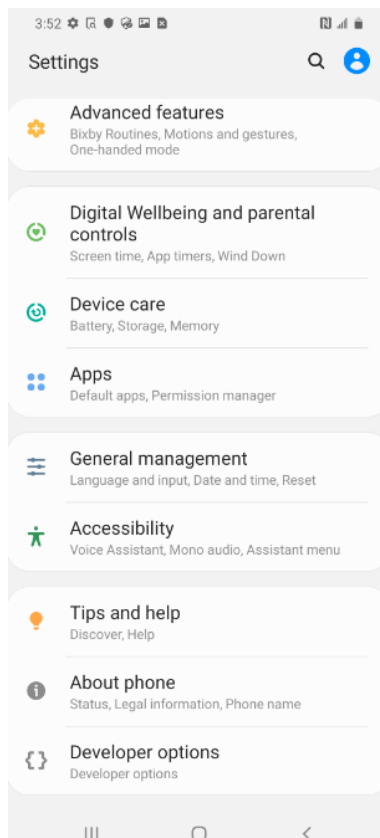 3:52
Settings
Advanced features
Bixby Routines, Motions and gestures,
One-handed mode
Digital Wellbeing and parental
controls
Screen time, App timers, Wind Down
Device care
Battery, Storage, Memory
Apps
Default apps, Permission manager
General management
Language and input, Date and time, Reset
Accessibility
Voice Assistant, Mono audio, Assistant menu
Tips and help
Discover, Help
About phone
Status, Legal information, Phone name
Developer options
Developer options